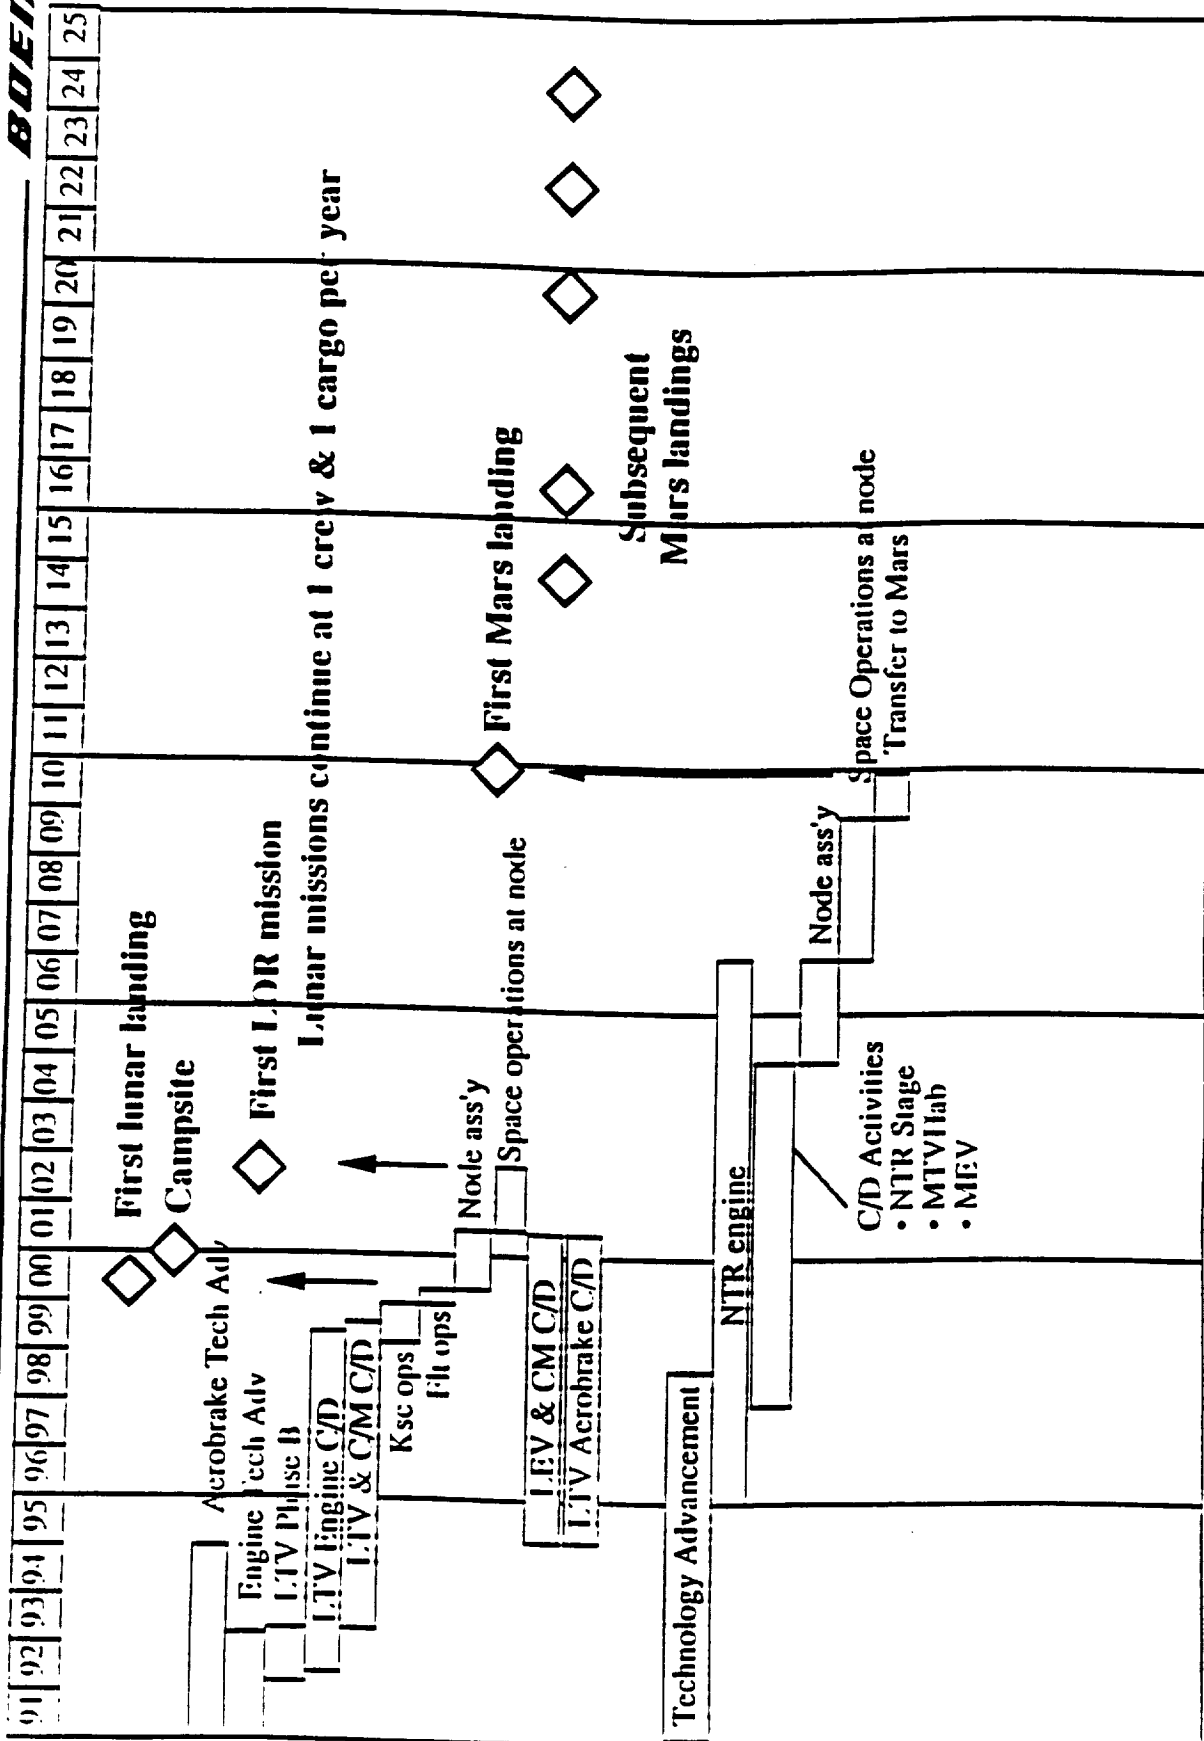 BOEI
91 92 93 94 95 96 97 98 99 00 01 02 03 04 05 06 07 08 09 10 11 12 13 14 15 16 17 18 19 20 21 22 23 24 25
First lunar landing
Campsite
Acrobrake Tech Adv
First LOR mission
Engine Tech Adv
LTV Phase B
Lunar missions continue at 1 crew & 1 cargo per year
LTV Engine C/D
LTV & C/M C/D
Ksc ops
Flt ops
Node ass'y
Space operations at node
First Mars landing
LEV & CM C/D
LTV Acrobrake C/D
Subsequent
Mars landings
Technology Advancement
NTR engine
Node ass'y
Space Operations at node
Transfer to Mars
C/D Activities
• NTR Stage
• MTV Hab
• MEV